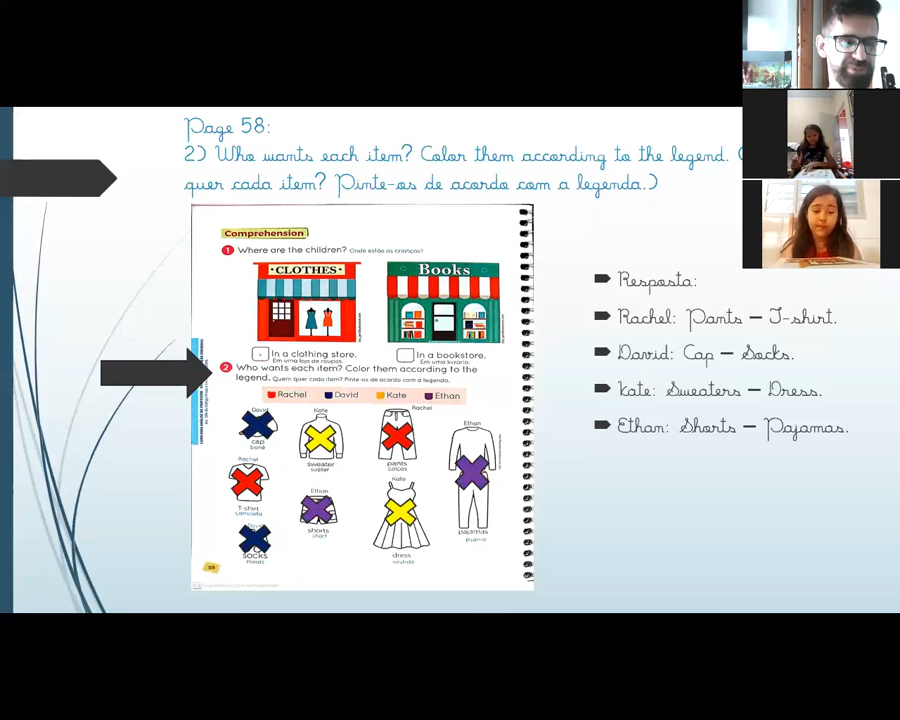 Page 58:
2) Who wants each item? Color them according to the legend.
quer cada item? Pinte-os de acordo com a legenda.)
Comprehension
1 Where are the children? Onde estão as crianças?
CLOTHES
Books
In a clothing store.
Em uma loja de roupas.
In a bookstore.
Em uma livraria.
2 Who wants each item? Color them according to the
legend. Quem quer cada item? Pinte-os de acordo com a legenda.
Rachel David Kate Ethan
David
cap
boné
Kate
sweater
suéter
Rachel
pants
calças
Ethan
pajamas
pijama
Rachel
T-shirt
camiseta
Ethan
shorts
short
Kate
dress
vestido
socks
meias
58
Resposta:
Rachel: Pants – T-shirt.
David: Cap – Socks.
Kate: Sweaters – Dress.
Ethan: Shorts – Pajamas.